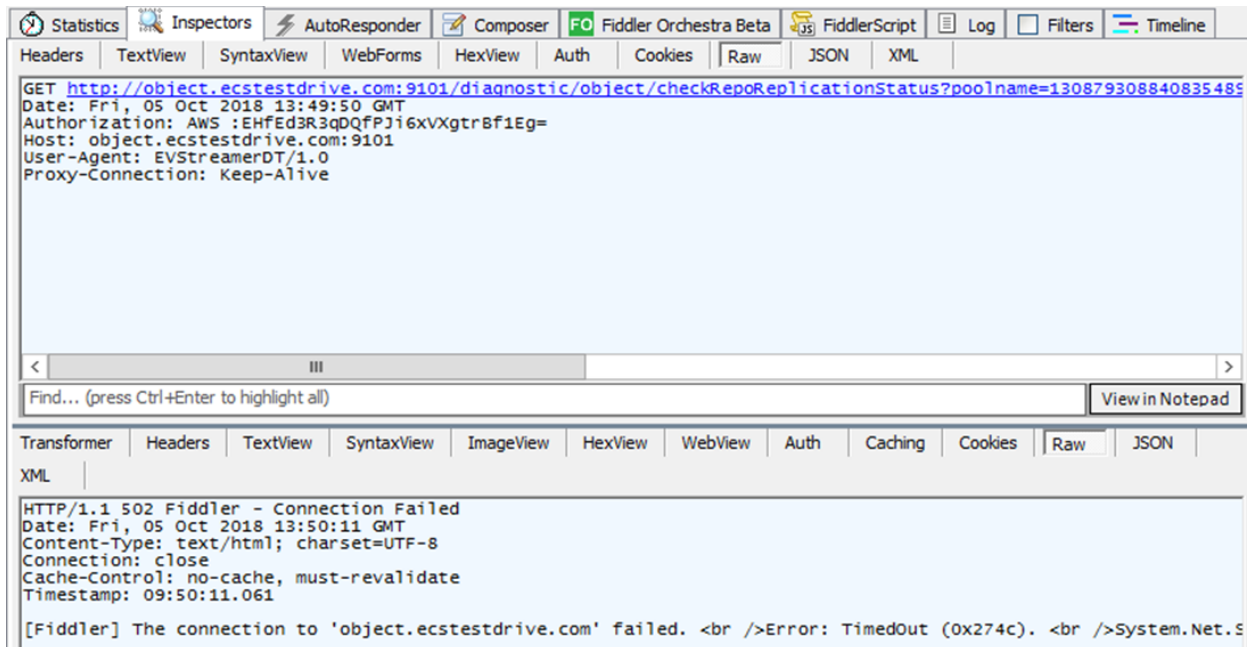 Statistics Inspectors AutoResponder Composer FO Fiddler Orchestra Beta JS FiddlerScript Log Filters Timeline
Headers TextView SyntaxView WebForms HexView Auth Cookies Raw JSON XML
GET http://object.ecstestdrive.com:9101/diagnostic/object/checkRepoReplicationStatus?poolname=130879308840835489
Date: Fri, 05 Oct 2018 13:49:50 GMT
Authorization: AWS :EHfEd3R3qDQfPJi6xVXgtrBf1Eg=
Host: object.ecstestdrive.com:9101
User-Agent: EVStreamerDT/1.0
Proxy-Connection: Keep-Alive
Find... (press Ctrl+Enter to highlight all) View in Notepad
Transformer Headers TextView SyntaxView ImageView HexView WebView Auth Caching Cookies Raw JSON
XML
HTTP/1.1 502 Fiddler - Connection Failed
Date: Fri, 05 Oct 2018 13:50:11 GMT
Content-Type: text/html; charset=UTF-8
Connection: close
Cache-Control: no-cache, must-revalidate
Timestamp: 09:50:11.061
[Fiddler] The connection to 'object.ecstestdrive.com' failed. <br />Error: TimedOut (0x274c). <br />System.Net.S